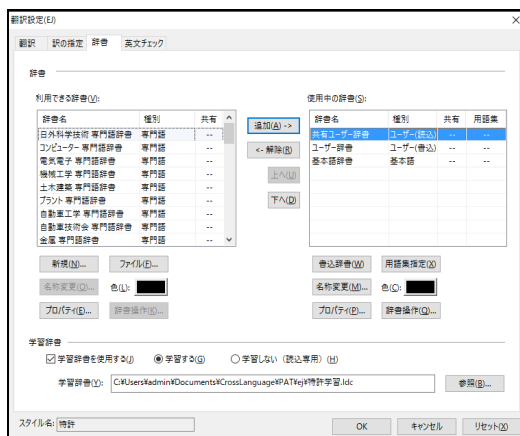 翻訳設定(EJ)
翻訳 訳の指定 辞書 英文チェック
辞書
利用できる辞書(V):
辞書名 種別 共有
日外科学技術 専門語辞書 専門語 --
コンピューター 専門語辞書 専門語 --
電気電子 専門語辞書 専門語 --
機械工学 専門語辞書 専門語 --
土木建築 専門語辞書 専門語 --
プラント 専門語辞書 専門語 --
自動車工学 専門語辞書 専門語 --
自動車技術会 専門語辞書 専門語 --
金属 専門語辞書 専門語 --
追加(A) ->
<- 解除(R)
上へ(U)
下へ(D)
使用中の辞書(S):
辞書名 種別 共有 用語集
共有ユーザー辞書 ユーザー(読込) -- --
ユーザー辞書 ユーザー(書込) -- --
基本語辞書 基本語 -- --
新規(N)... ファイル(F)...
名称変更(O)... 色(L):
プロパティ(E)... 辞書操作(K)...
書込辞書(W) 用語集指定(X)
名称変更(M)... 色(C):
プロパティ(P)... 辞書操作(Q)...
学習辞書
学習辞書を使用する(J) 学習する(G) 学習しない（読込専用）(H)
学習辞書(Y): C:¥Users¥admin¥Documents¥CrossLanguage¥PAT¥ej¥特許学習.ldc 参照(B)...
スタイル名: 特許 OK キャンセル リセット(X)